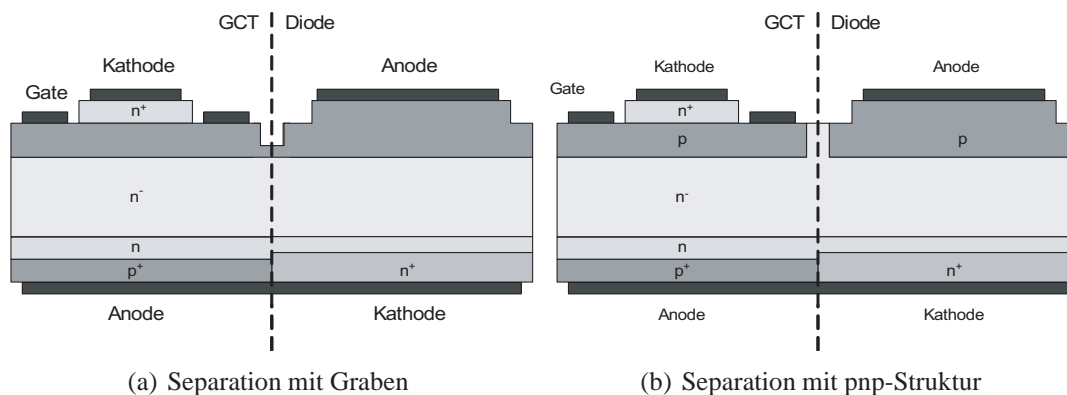 GCT Diode
Kathode Anode
Gate
n+
n-
n
p+ n+
Anode Kathode
(a) Separation mit Graben
GCT Diode
Kathode Anode
Gate
n+
p p
n-
n
p+ n+
Anode Kathode
(b) Separation mit pnp-Struktur